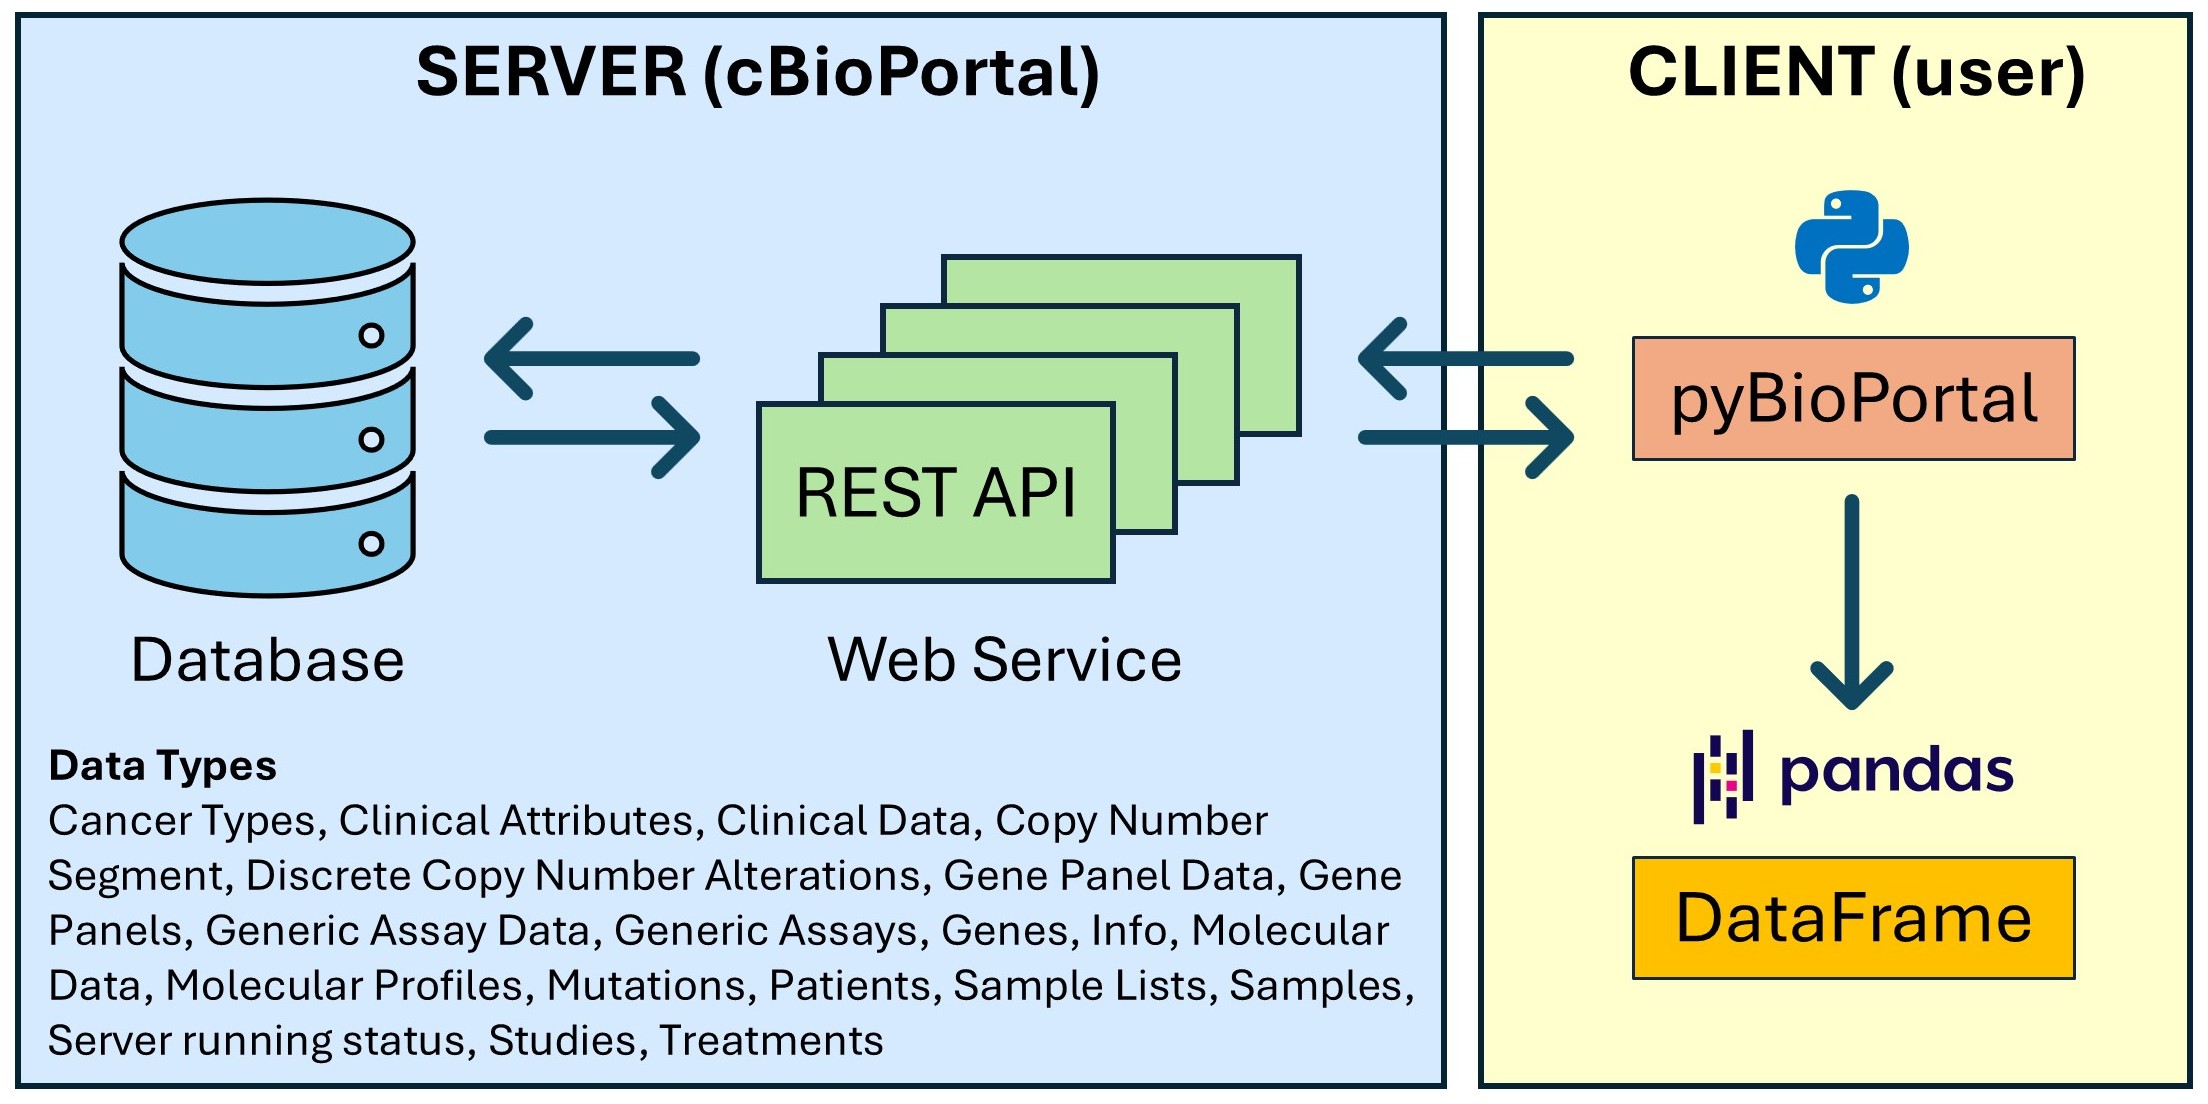 SERVER (cBioPortal)
Database
REST API
Web Service
Data Types
Cancer Types, Clinical Attributes, Clinical Data, Copy Number
Segment, Discrete Copy Number Alterations, Gene Panel Data, Gene
Panels, Generic Assay Data, Generic Assays, Genes, Info, Molecular
Data, Molecular Profiles, Mutations, Patients, Sample Lists, Samples,
Server running status, Studies, Treatments
CLIENT (user)
pyBioPortal
pandas
DataFrame